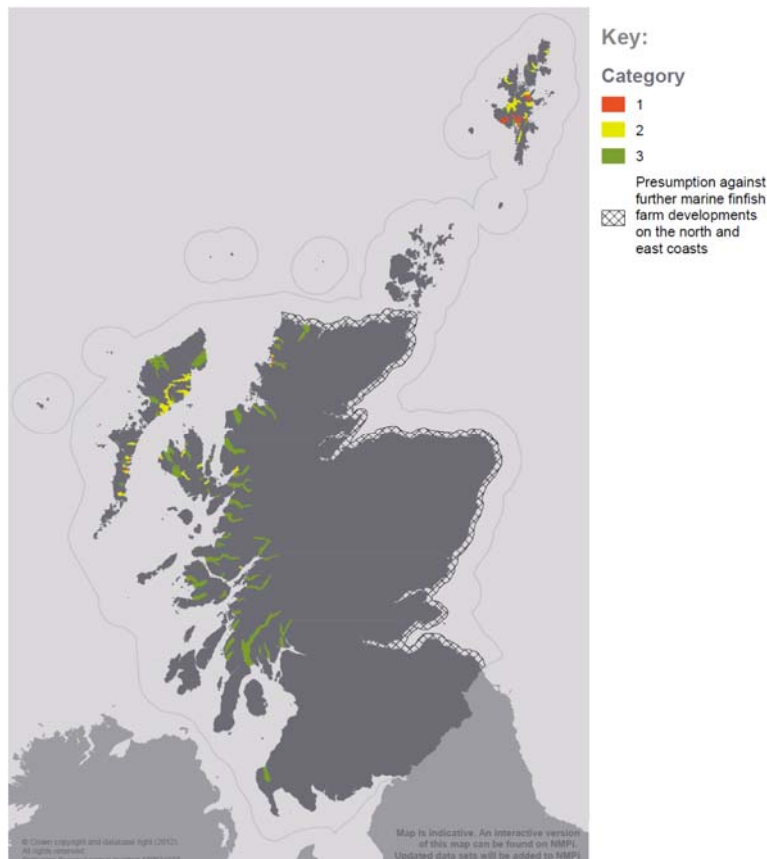 Key:
Category
1
2
3
Presumption against
further marine finfish
farm developments
on the north and
east coasts
© Crown copyright and database right (2012).
All rights reserved.
Map is indicative. An interactive version
of this map can be found on NMPi.
Updated data sets will be added to NMPi.